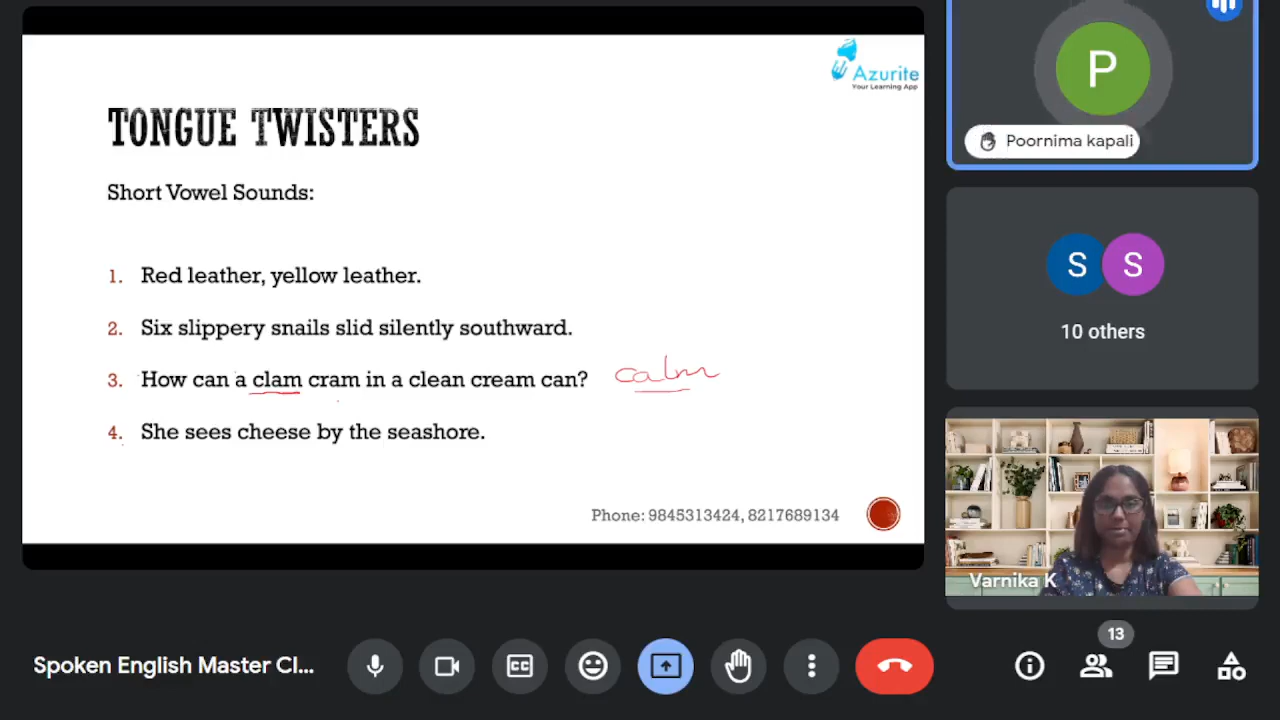 Azurite
Your Learning App
TONGUE TWISTERS
Short Vowel Sounds:
1. Red leather, yellow leather.
2. Six slippery snails slid silently southward.
3. How can a clam cram in a clean cream can? calm
4. She sees cheese by the seashore.
Phone: 9845313424, 8217689134
P
Poornima kapali
S S
10 others
Varnika K
Spoken English Master Cl...
CC
13